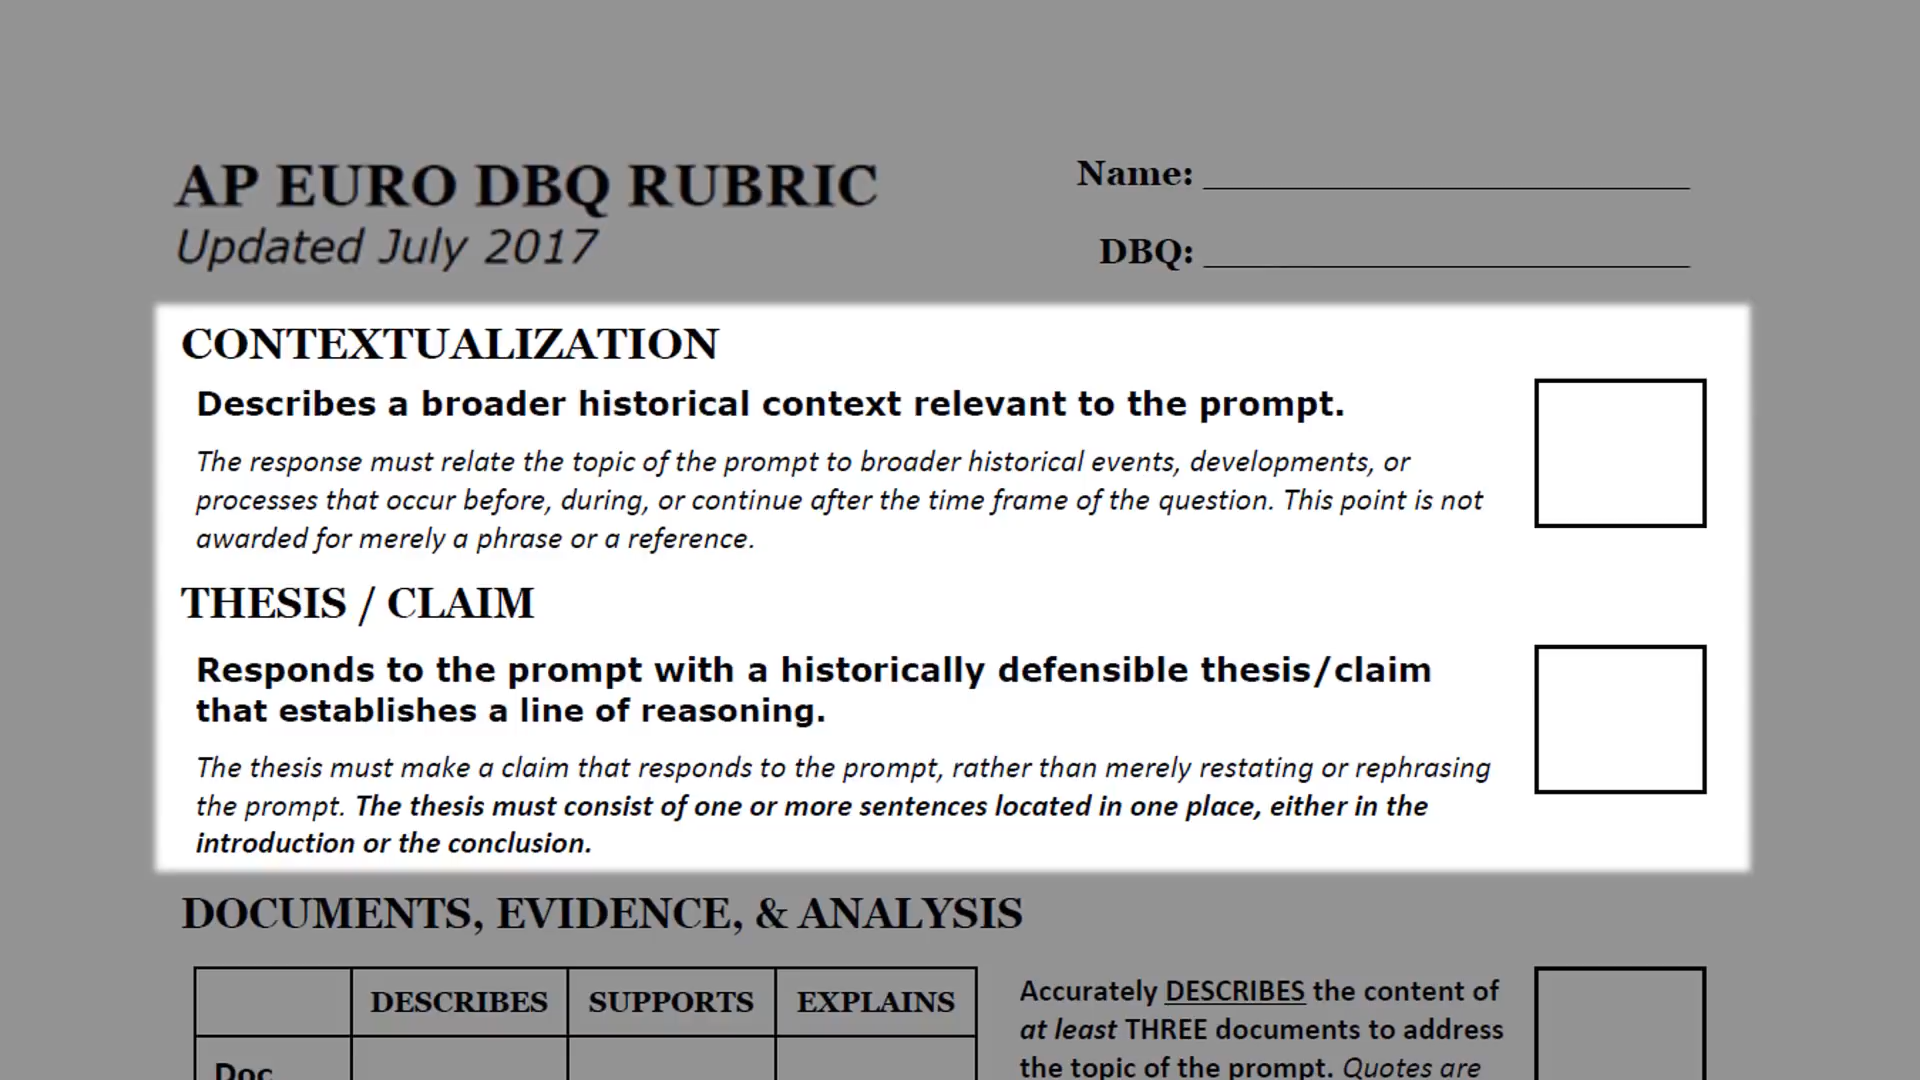 AP EURO DBQ RUBRIC
Updated July 2017
Name:
DBQ:
CONTEXTUALIZATION
Describes a broader historical context relevant to the prompt.
The response must relate the topic of the prompt to broader historical events, developments, or
processes that occur before, during, or continue after the time frame of the question. This point is not
awarded for merely a phrase or a reference.
THESIS / CLAIM
Responds to the prompt with a historically defensible thesis/claim
that establishes a line of reasoning.
The thesis must make a claim that responds to the prompt, rather than merely restating or rephrasing
the prompt. The thesis must consist of one or more sentences located in one place, either in the
introduction or the conclusion.
DOCUMENTS, EVIDENCE, & ANALYSIS
DESCRIBES SUPPORTS EXPLAINS
Doc
Accurately DESCRIBES the content of
at least THREE documents to address
the topic of the prompt. Quotes are